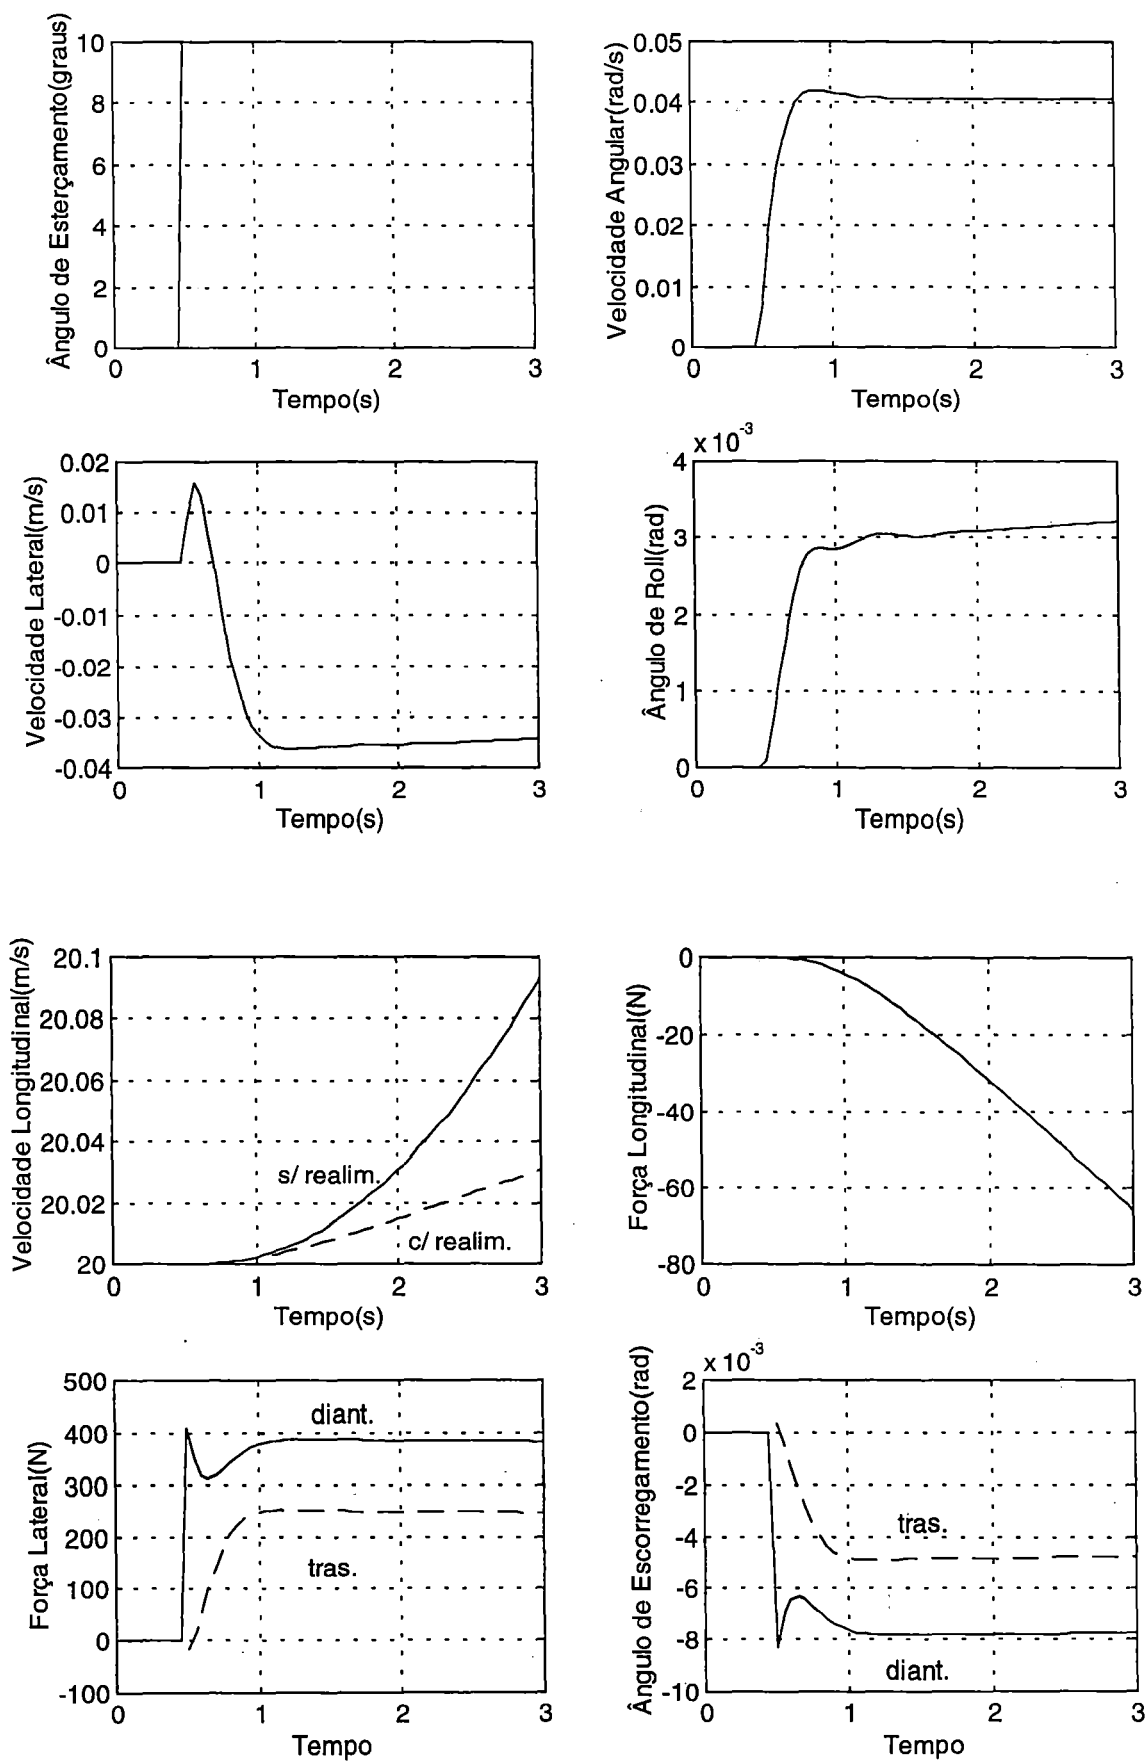 Ângulo de Esterçamento(graus)
10
8
6
4
2
0
0 1 2 3
Tempo(s)
Velocidade Angular(rad/s)
0.05
0.04
0.03
0.02
0.01
0
0 1 2 3
Tempo(s)
Velocidade Lateral(m/s)
0.02
0.01
0
-0.01
-0.02
-0.03
-0.04
0 1 2 3
Tempo(s)
x 10-3
Ângulo de Roll(rad)
4
3
2
1
0
0 1 2 3
Tempo(s)
Velocidade Longitudinal(m/s)
20.1
20.08
20.06
20.04
20.02
20
s/ realim.
c/ realim.
0 1 2 3
Tempo(s)
Força Longitudinal(N)
0
-20
-40
-60
-80
0 1 2 3
Tempo(s)
Força Lateral(N)
500
400
300
200
100
0
-100
diant.
tras.
0 1 2 3
Tempo
x 10-3
Ângulo de Escorregamento(rad)
2
0
-2
-4
-6
-8
-10
tras.
diant.
0 1 2 3
Tempo